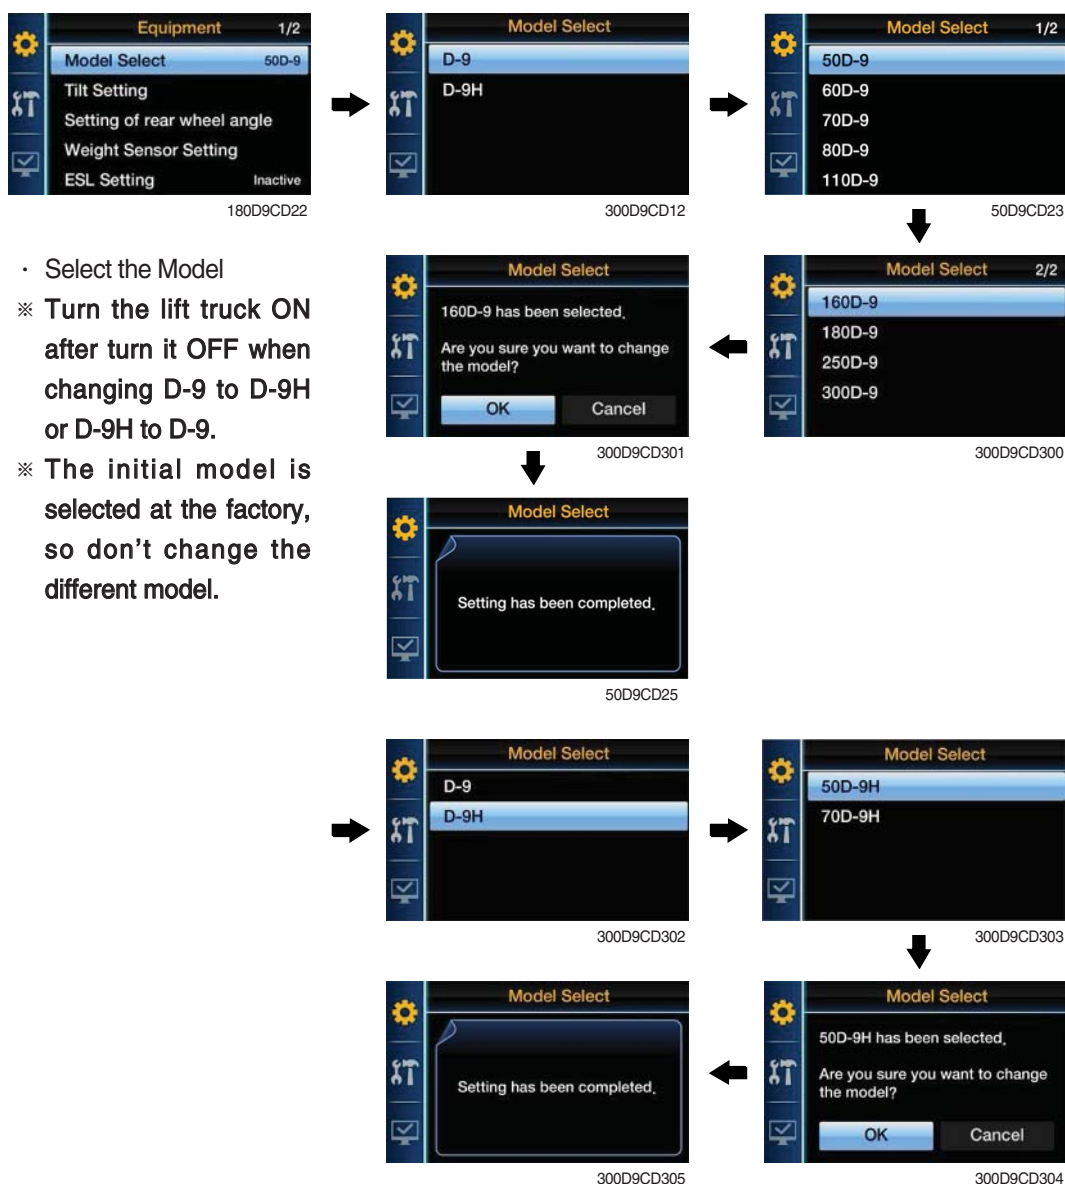 Equipment 1/2
Model Select 50D-9
Tilt Setting
Setting of rear wheel angle
Weight Sensor Setting
ESL Setting Inactive
180D9CD22
Model Select
D-9
D-9H
300D9CD12
Model Select 1/2
50D-9
60D-9
70D-9
80D-9
110D-9
50D9CD23
· Select the Model
※ Turn the lift truck ON
after turn it OFF when
changing D-9 to D-9H
or D-9H to D-9.
※ The initial model is
selected at the factory,
so don't change the
different model.
Model Select 2/2
160D-9
180D-9
250D-9
300D-9
300D9CD300
Model Select
160D-9 has been selected.
Are you sure you want to change
the model?
OK Cancel
300D9CD301
Model Select
Setting has been completed.
50D9CD25
Model Select
D-9
D-9H
300D9CD302
Model Select
50D-9H
70D-9H
300D9CD303
Model Select
50D-9H has been selected.
Are you sure you want to change
the model?
OK Cancel
300D9CD304
Model Select
Setting has been completed.
300D9CD305